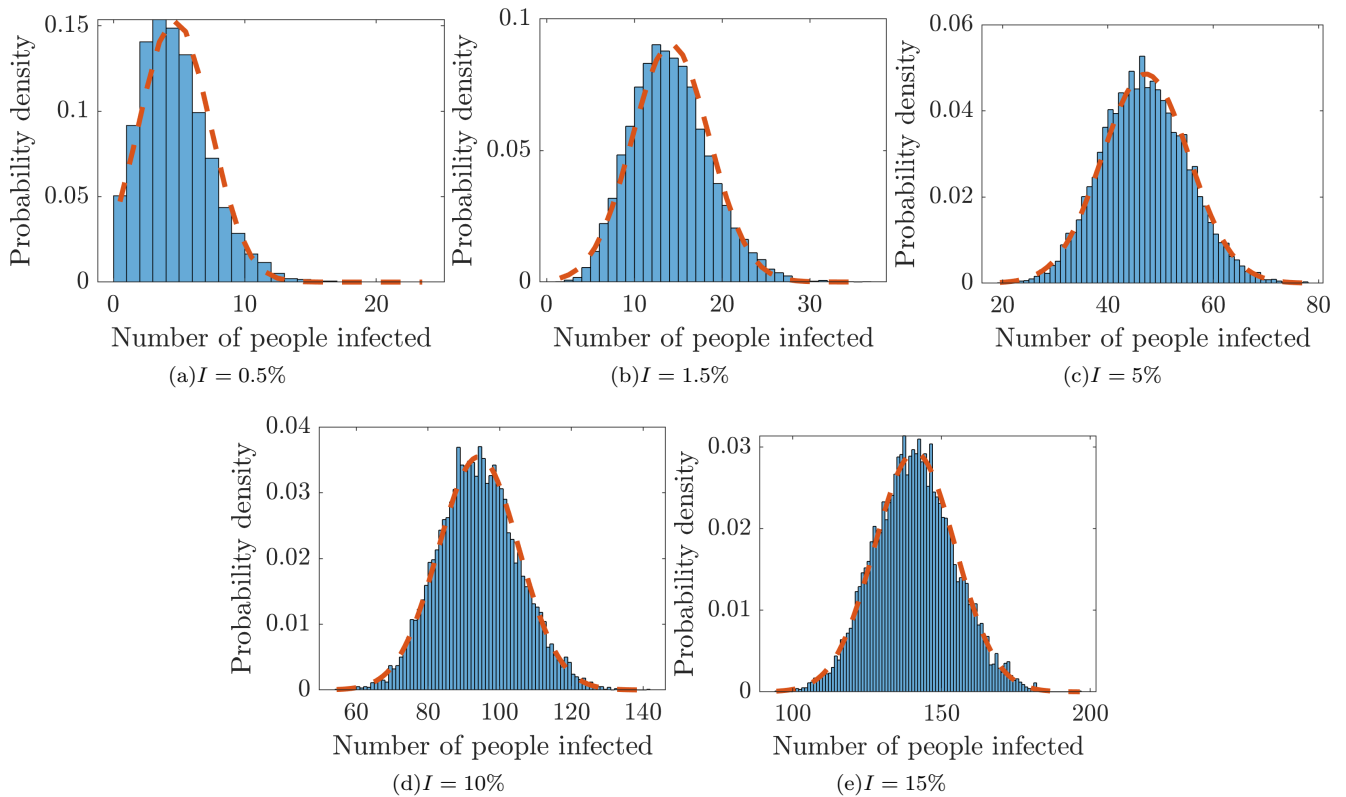 0.15
0.1
0.05
0
0
10
20
Probability density
Number of people infected
(a)I = 0.5%
0.1
0.05
0
0
10
20
30
Probability density
Number of people infected
(b)I = 1.5%
0.06
0.04
0.02
0
20
40
60
80
Probability density
Number of people infected
(c)I = 5%
0.04
0.03
0.02
0.01
0
60
80
100
120
140
Probability density
Number of people infected
(d)I = 10%
0.03
0.02
0.01
0
100
150
200
Probability density
Number of people infected
(e)I = 15%